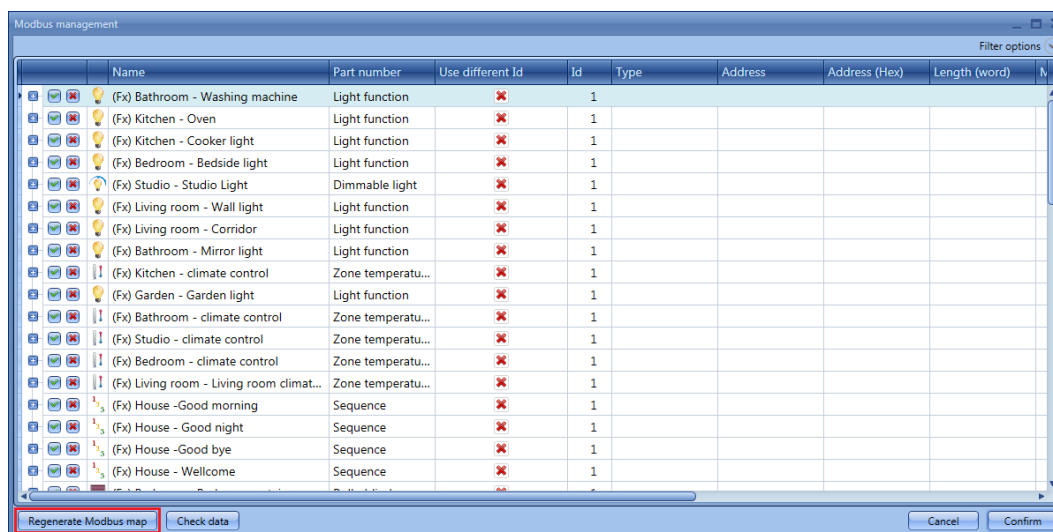 Modbus management
Filter options
Name Part number Use different Id Id Type Address Address (Hex) Length (word)
(Fx) Bathroom - Washing machine Light function 1
(Fx) Kitchen - Oven Light function 1
(Fx) Kitchen - Cooker light Light function 1
(Fx) Bedroom - Bedside light Light function 1
(Fx) Studio - Studio Light Dimmable light 1
(Fx) Living room - Wall light Light function 1
(Fx) Living room - Corridor Light function 1
(Fx) Bathroom - Mirror light Light function 1
(Fx) Kitchen - climate control Zone temperatu... 1
(Fx) Garden - Garden light Light function 1
(Fx) Bathroom - climate control Zone temperatu... 1
(Fx) Studio - climate control Zone temperatu... 1
(Fx) Bedroom - climate control Zone temperatu... 1
(Fx) Living room - Living room climat... Zone temperatu... 1
(Fx) House -Good morning Sequence 1
(Fx) House - Good night Sequence 1
(Fx) House -Good bye Sequence 1
(Fx) House - Wellcome Sequence 1
Regenerate Modbus map Check data Cancel Confirm